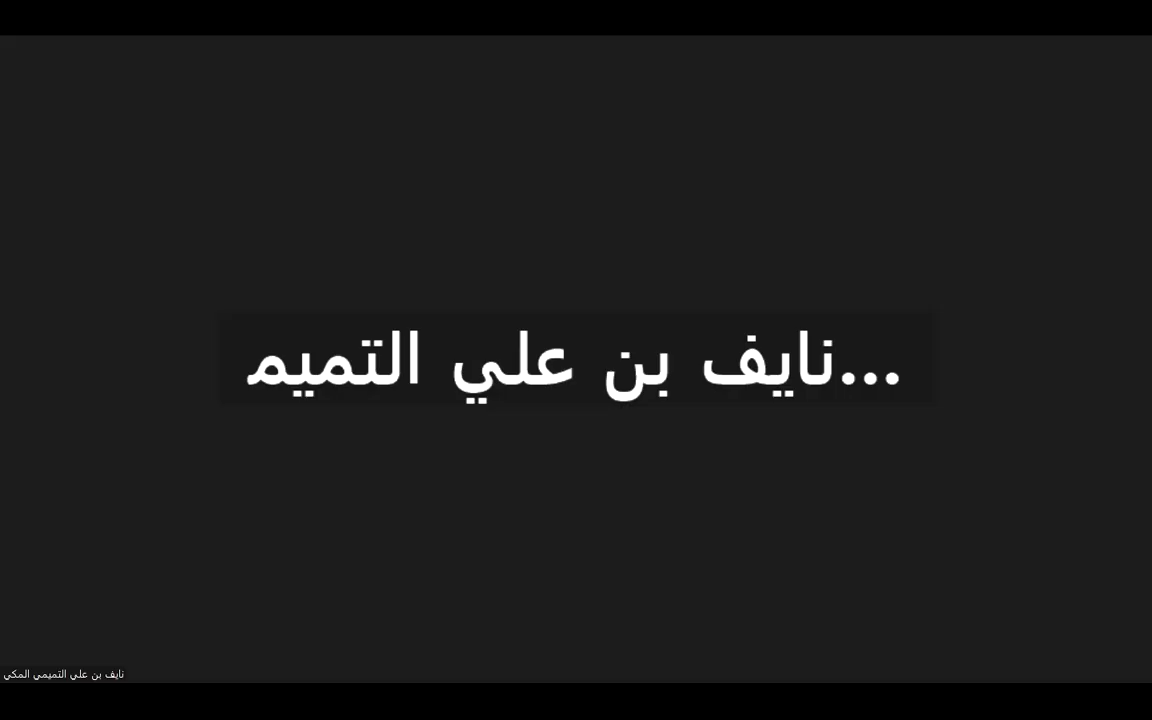 نايف بن علي التميم...
نايف بن علي التميمي المكي